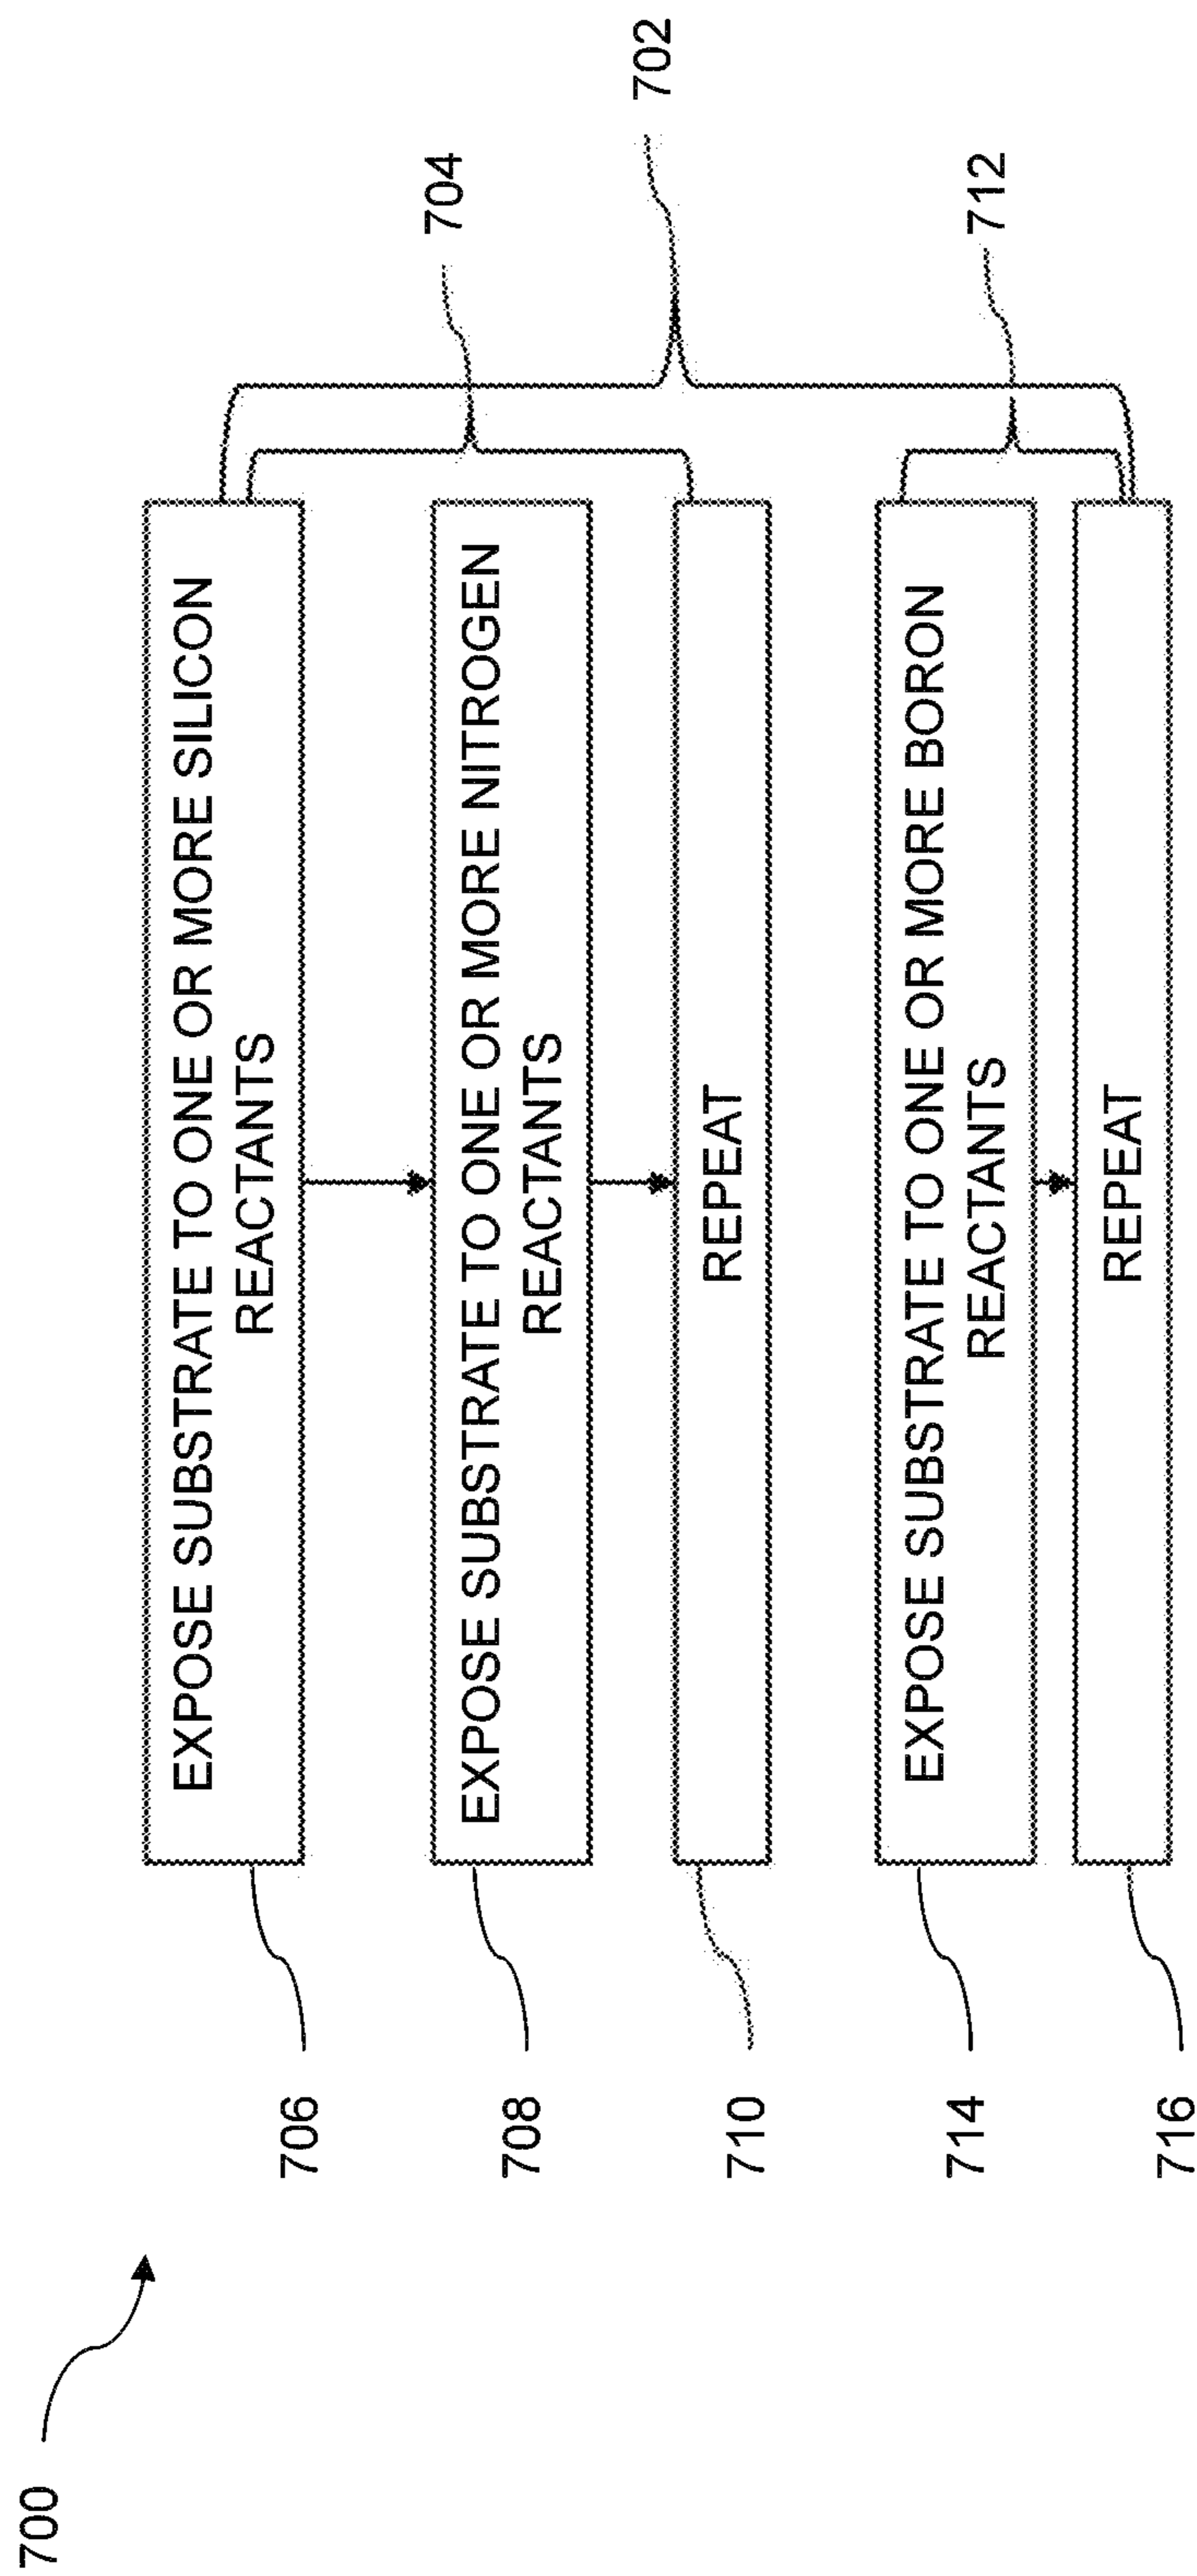 700
702
704
706
EXPOSE SUBSTRATE TO ONE OR MORE SILICON
REACTANTS
708
EXPOSE SUBSTRATE TO ONE OR MORE NITROGEN
REACTANTS
710
REPEAT
712
714
EXPOSE SUBSTRATE TO ONE OR MORE BORON
REACTANTS
716
REPEAT